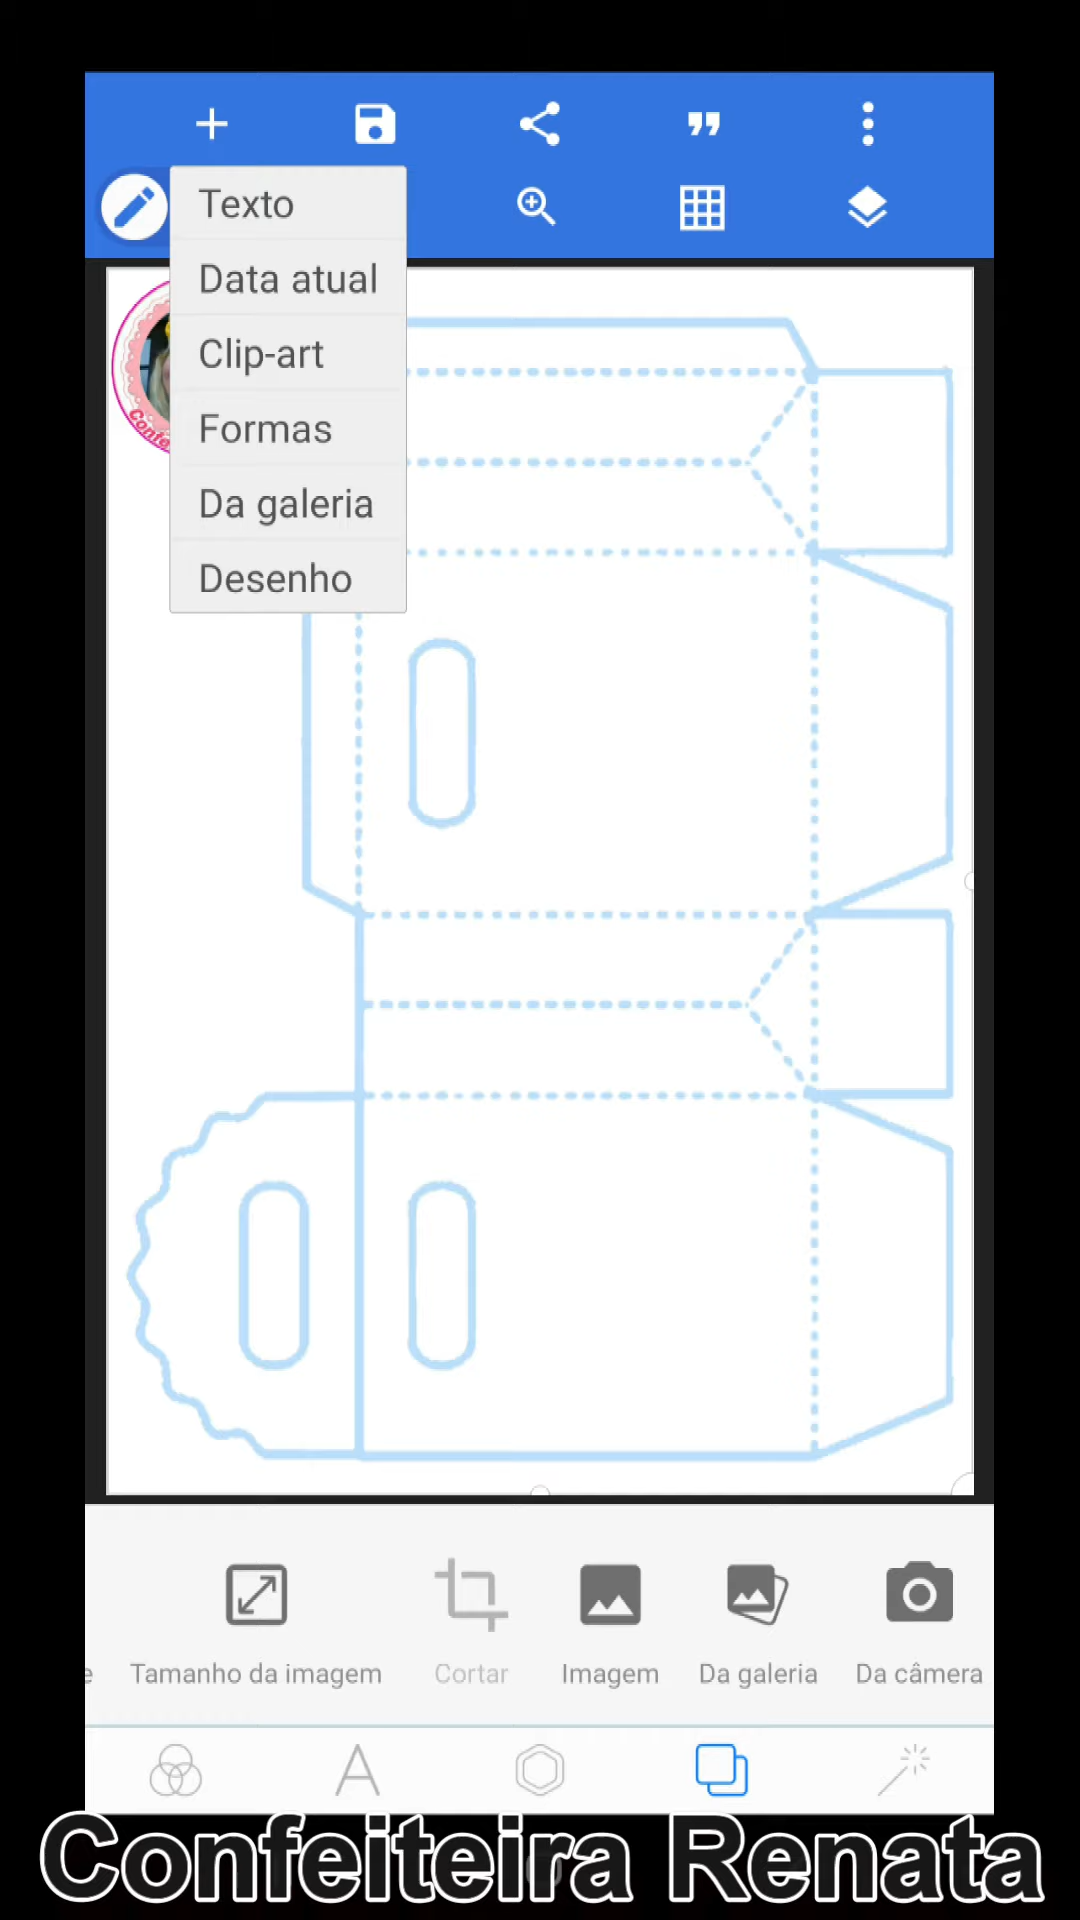 Texto
Data atual
Clip-art
Formas
Da galeria
Desenho
Confe
e Tamanho da imagem Cortar Imagem Da galeria Da câmera
Confeiteira Renata